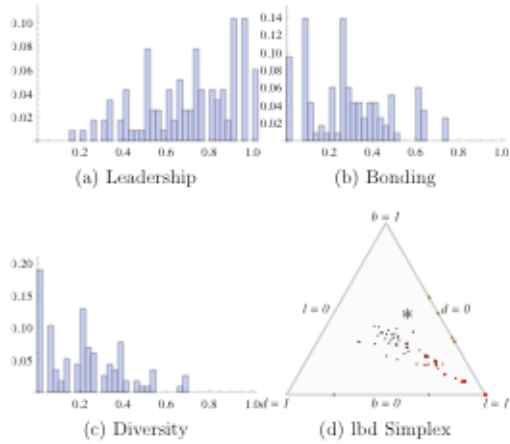 0.10
0.08
0.06
0.04
0.02
0.2 0.4 0.6 0.8 1.0
(a) Leadership
0.14
0.12
0.10
0.08
0.06
0.04
0.02
0.2 0.4 0.6 0.8 1.0
(b) Bonding
0.20
0.15
0.10
0.05
0.2 0.4 0.6 0.8 1.0
(c) Diversity
b = 1
l = 0 d = 0
*
d = 1 b = 0 l = 1
(d) lbd Simplex